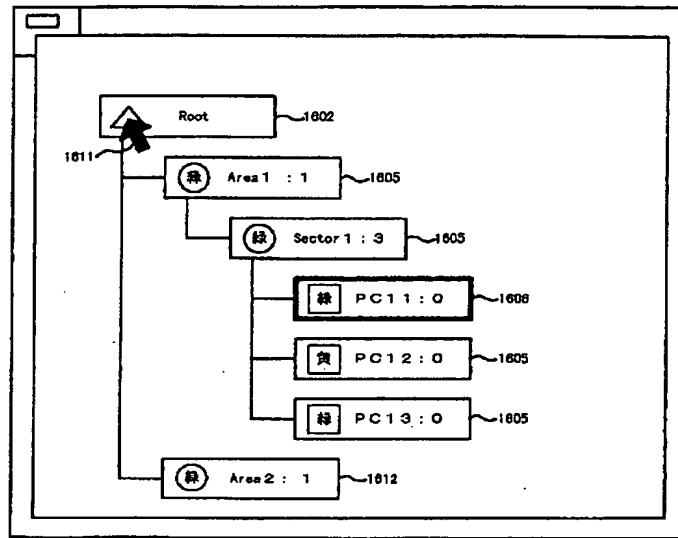 Root 1602
1611
緑 Area1 : 1 1605
緑 Sector1 : 3 1605
緑 PC11:0 1606
黄 PC12:0 1605
緑 PC13:0 1605
緑 Area2 : 1 1612